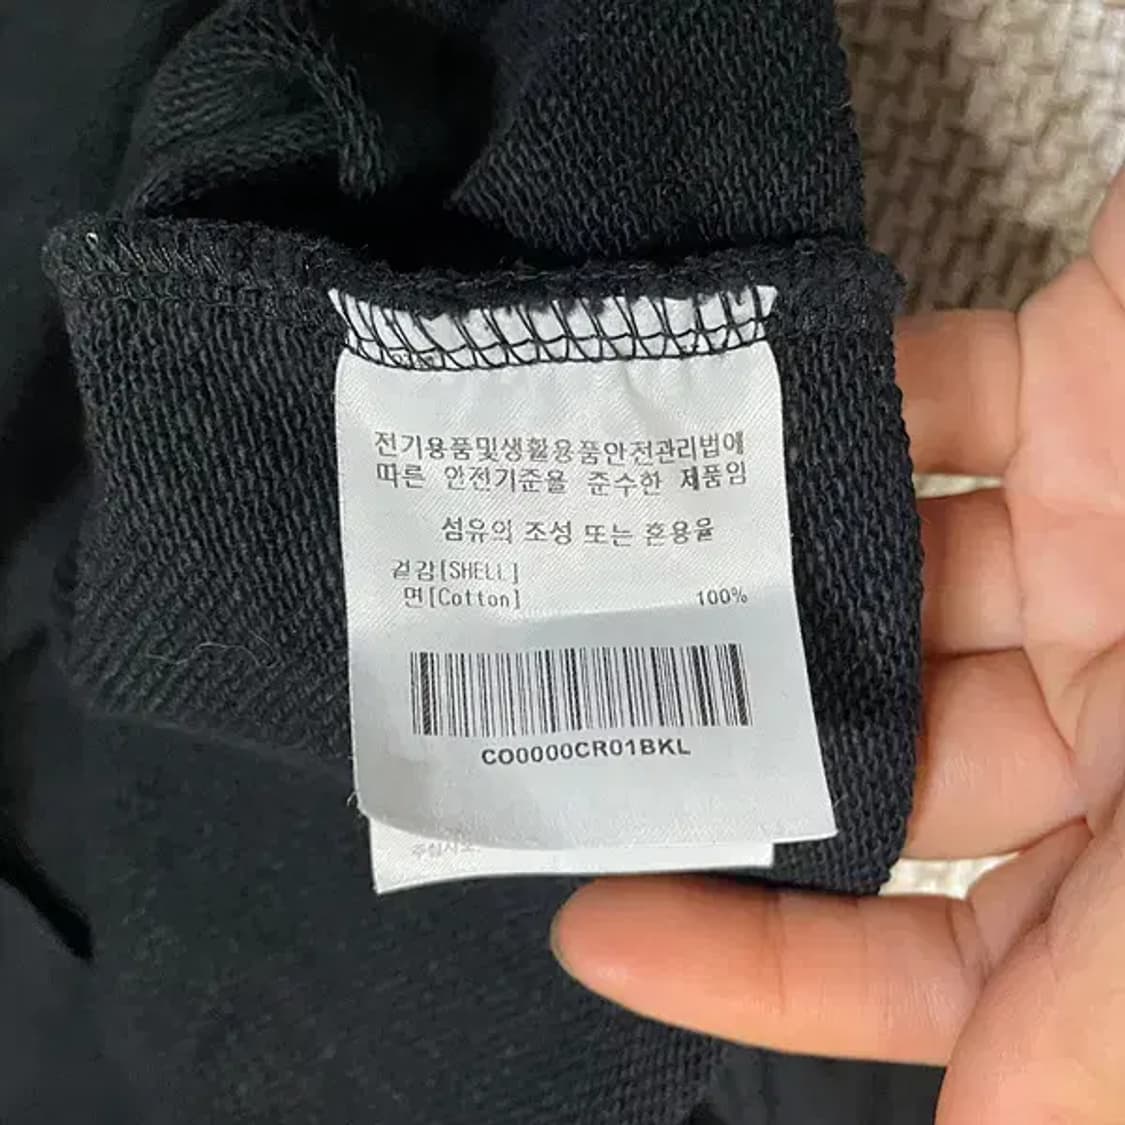 전기용품및생활용품안전관리법에
따른 안전기준을 준수한 제품임
섬유의 조성 또는 혼용율
겉감[SHELL]
면[Cotton] 100%
CO0000CR01BKL